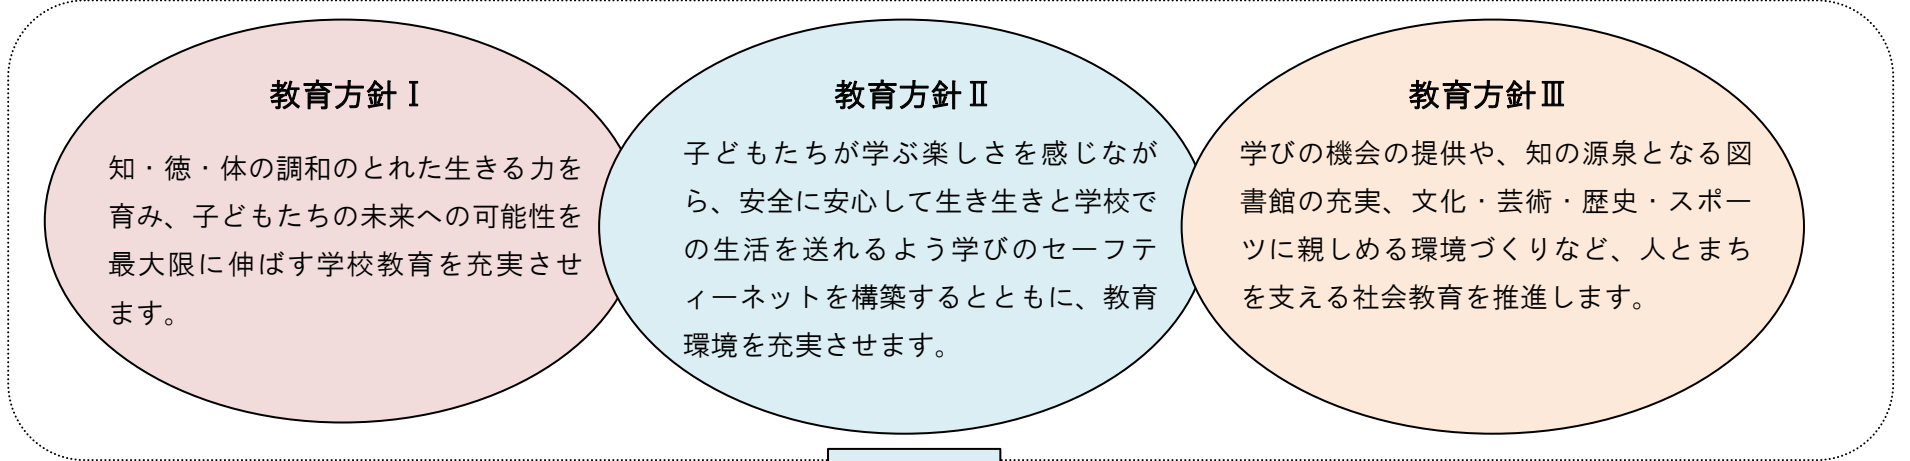 教育方針Ⅰ
知・徳・体の調和のとれた生きる力を
育み、子どもたちの未来への可能性を
最大限に伸ばす学校教育を充実させ
ます。
教育方針Ⅱ
子どもたちが学ぶ楽しさを感じなが
ら、安全に安心して生き生きと学校で
の生活を送れるよう学びのセーフテ
ィーネットを構築するとともに、教育
環境を充実させます。
教育方針Ⅲ
学びの機会の提供や、知の源泉となる図
書館の充実、文化・芸術・歴史・スポー
ツに親しめる環境づくりなど、人とまち
を支える社会教育を推進します。